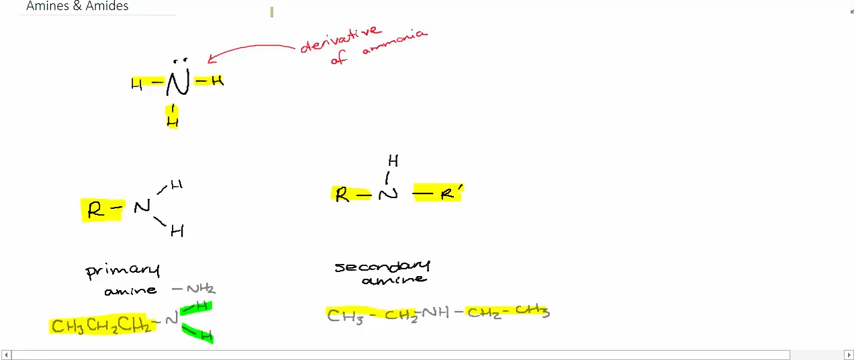 Amines & Amides
derivative
of ammonia
H – N̈ – H
H
R – N
H
H
H
R – N – R'
primary
amine
–NH₂
CH₃CH₂CH₂–N
H
H
secondary
amine
CH₃–CH₂–NH–CH₂–CH₃